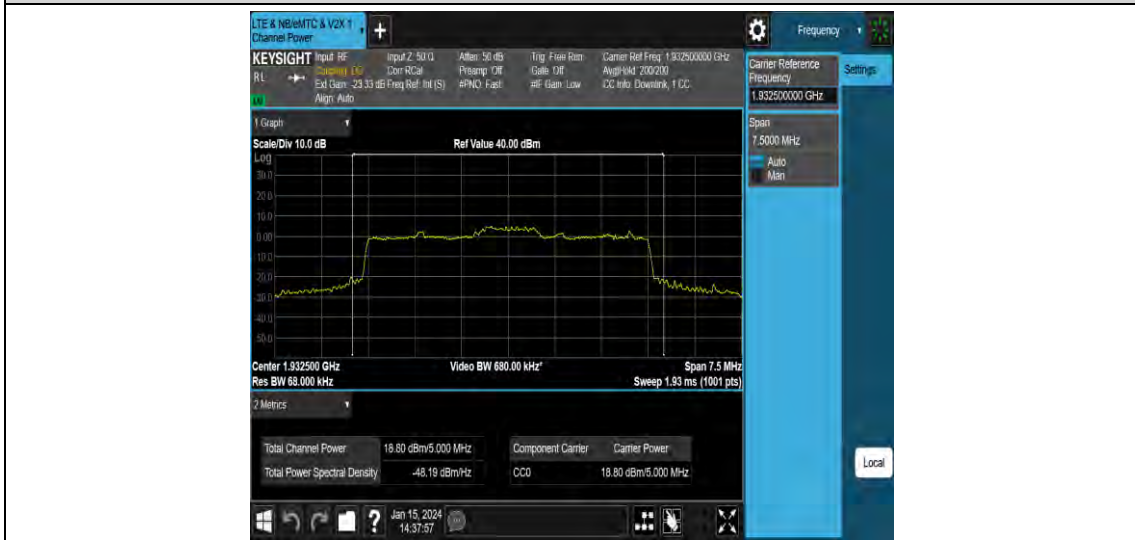 LTE & NB/eMTC & V2X 1
Channel Power
+
Frequency
KEYSIGHT
RL
Input: RF
Coupling: DC
Ext Gain: -23.33 dB
Align: Auto
Input Z: 50 Ω
Corr RCal
Freq Ref: Int (S)
Atten: 50 dB
Preamp: Off
#PNO: Fast
Trig: Free Run
Gate: Off
#IF Gain: Low
Carrier Ref Freq: 1.932500000 GHz
Avg|Hold: 200/200
CC Info: Downlink, 1 CC
Carrier Reference
Frequency
1.932500000 GHz
Settings
Span
7.5000 MHz
Auto
Man
1 Graph
Scale/Div 10.0 dB
Ref Value 40.00 dBm
Log
30.0
20.0
10.0
0.00
-10.0
-20.0
-30.0
-40.0
-50.0
Center 1.932500 GHz
Video BW 680.00 kHz*
Span 7.5 MHz
Res BW 68.000 kHz
Sweep 1.93 ms (1001 pts)
2 Metrics
Total Channel Power
18.80 dBm/5.000 MHz
Total Power Spectral Density
-48.19 dBm/Hz
Component Carrier
Carrier Power
CC0
18.80 dBm/5.000 MHz
Local
?
Jan 15, 2024
14:37:57